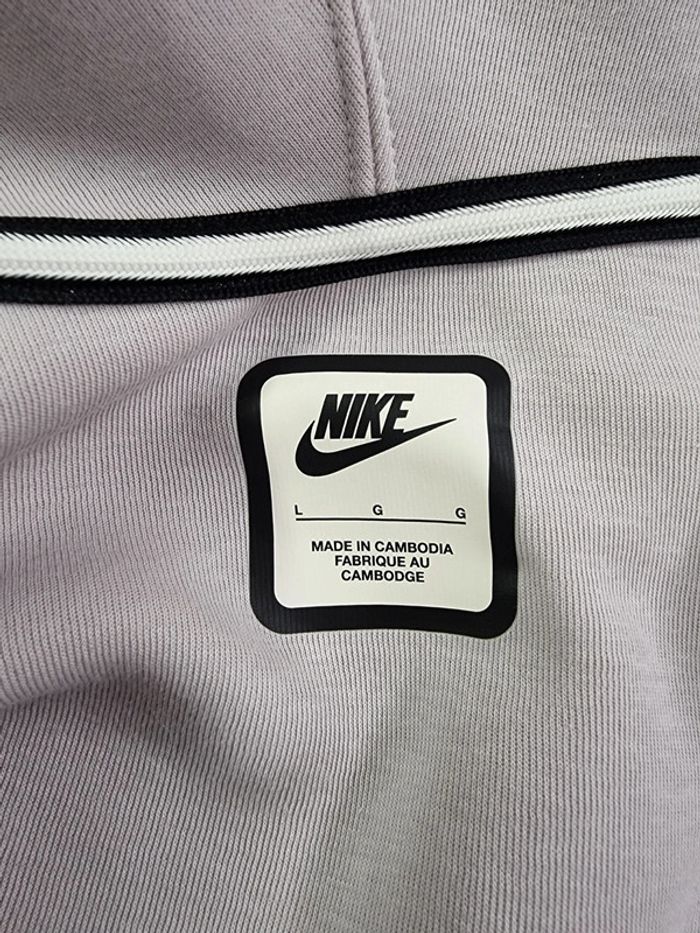 NIKE
L G G
MADE IN CAMBODIA
FABRIQUE AU
CAMBODGE